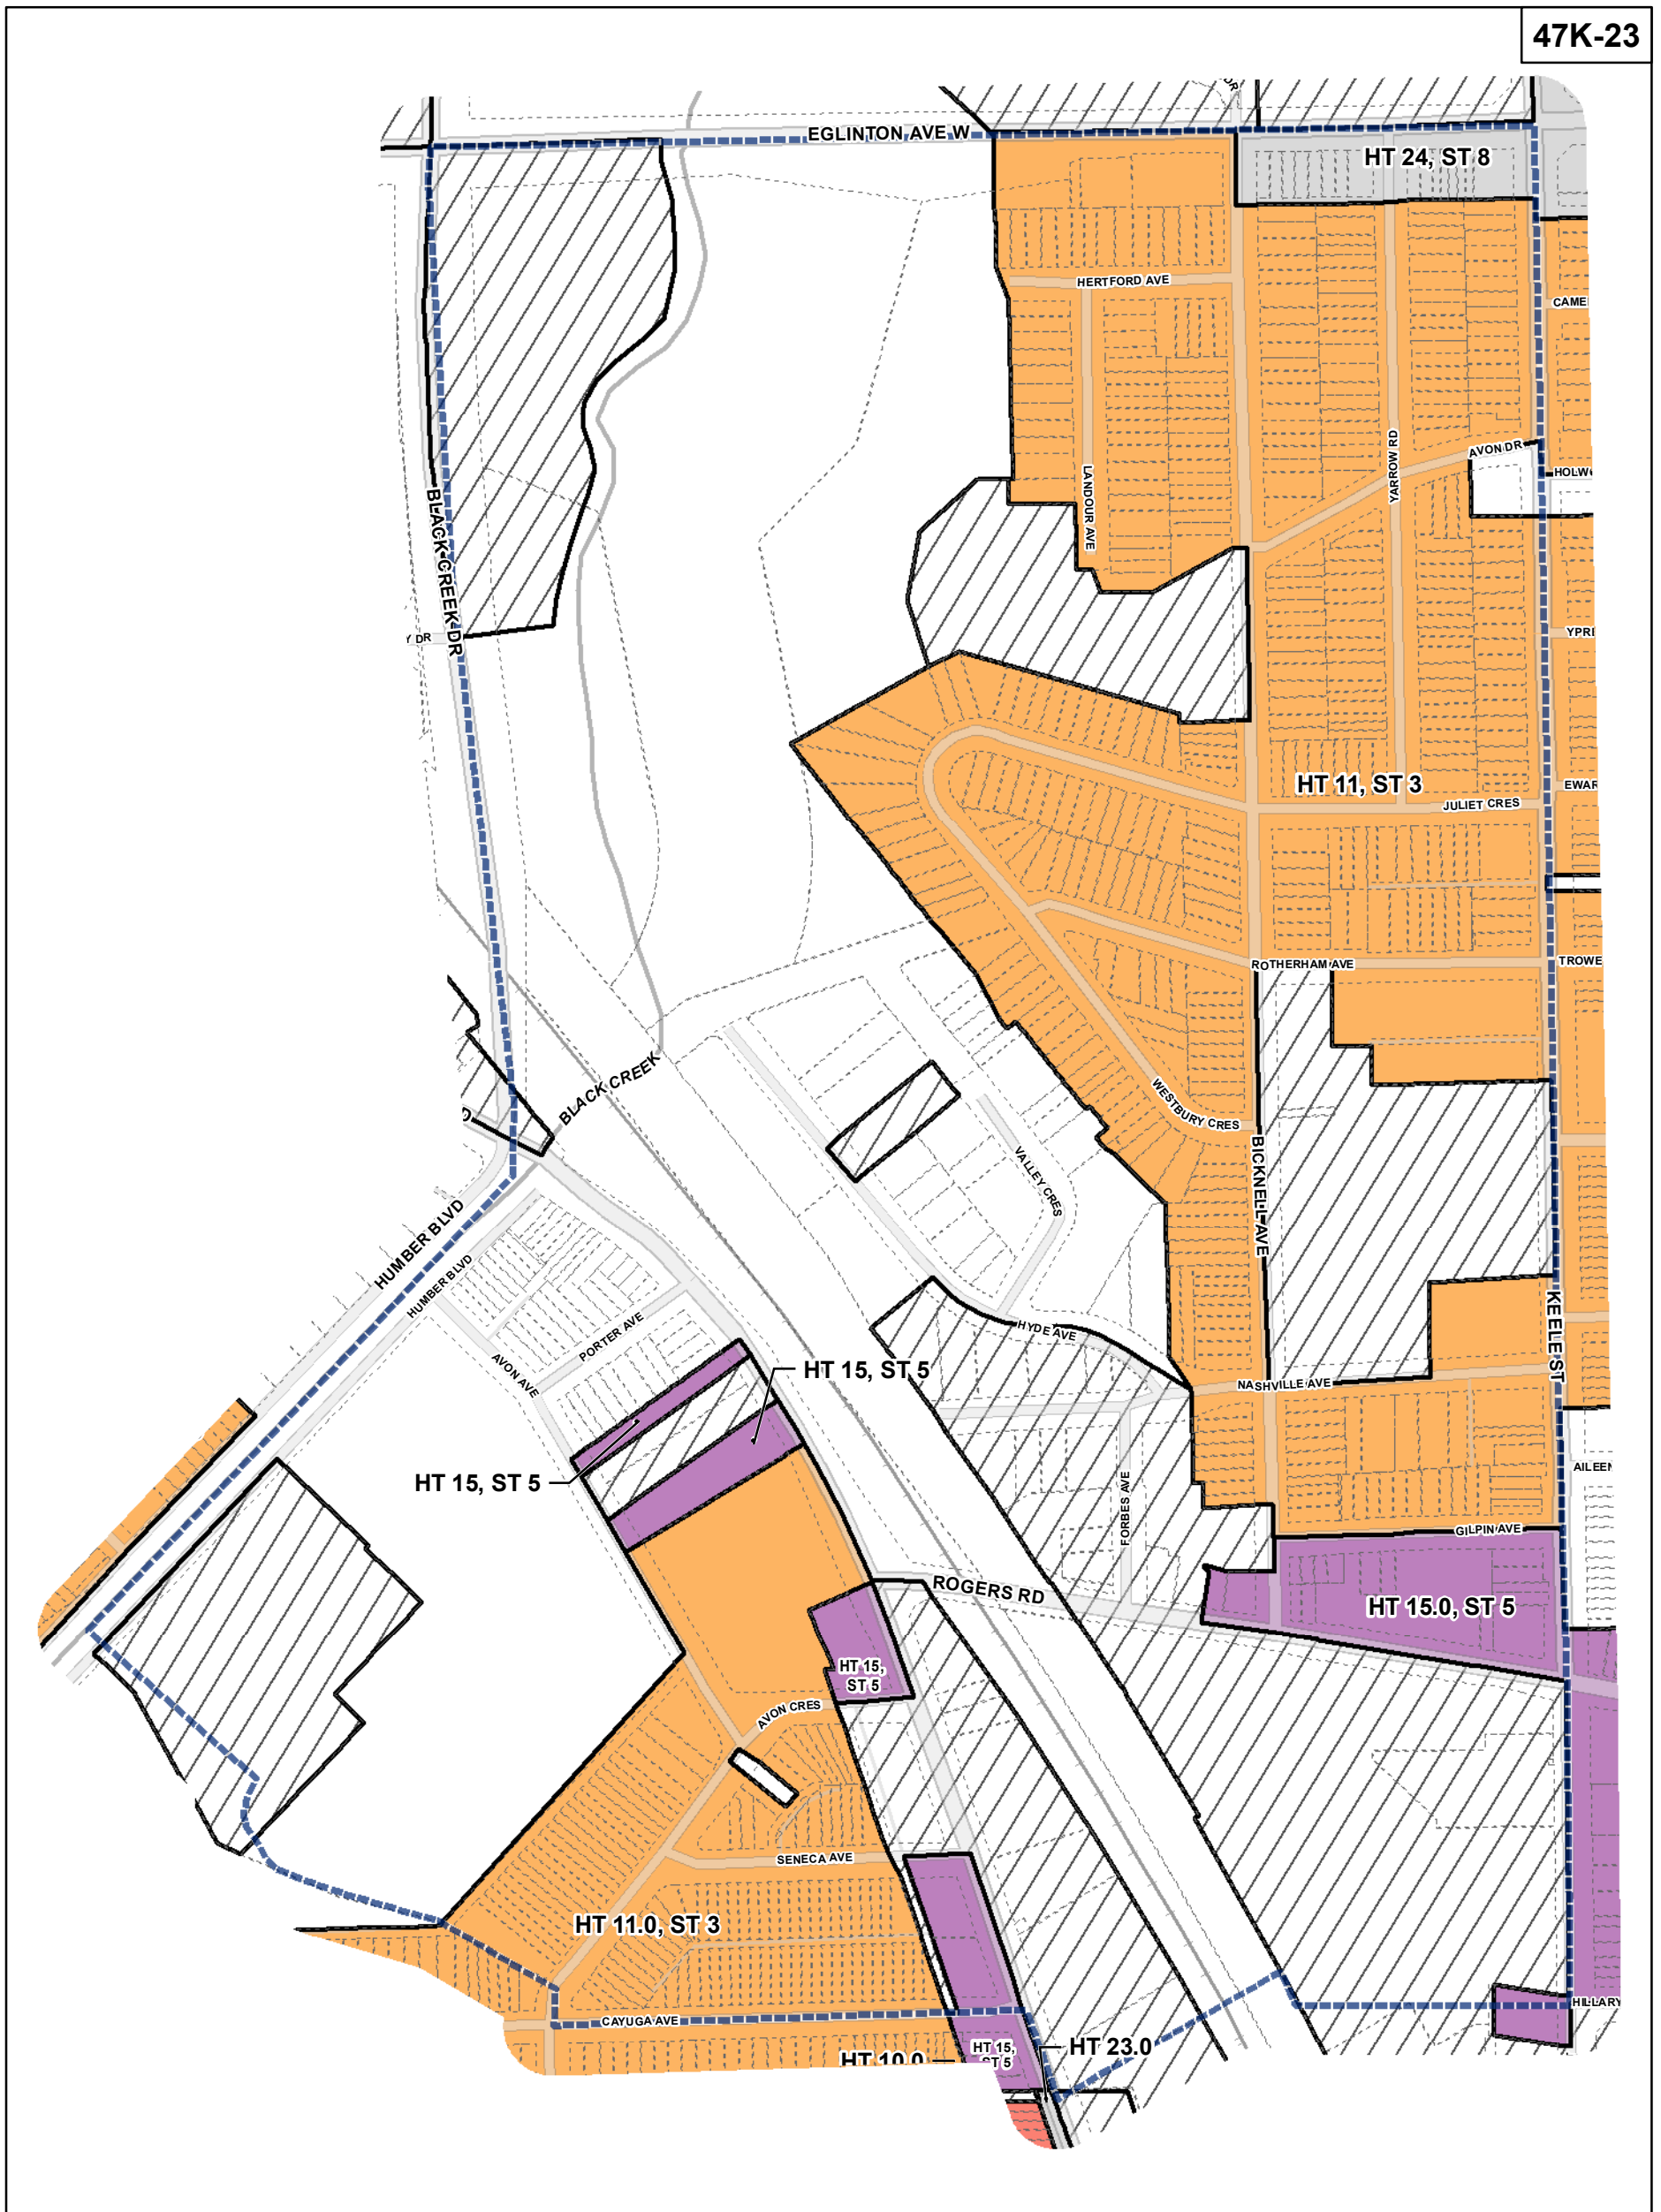 47K-23
EGLINTON AVE W
DR
HT 24, ST 8
HERTFORD AVE
CAME
AVON DR
HOLW
YARROW RD
LANDOUR AVE
BLACK CREEK DR
Y DR
YPRE
HT 11, ST 3
EWAR
JULIET CRES
ROTHERHAM AVE
TROWE
BLACK CREEK
WESTBURY CRES
BICKNELL AVE
VALLEY CRES
HUMBER BLVD
HUMBER BLVD
KEELE ST
PORTER AVE
HYDE AVE
AVON AVE
HT 15, ST 5
NASHVILLE AVE
HT 15, ST 5
AILEEN
FORBES AVE
GILPIN AVE
ROGERS RD
HT 15.0, ST 5
HT 15,
ST 5
AVON CRES
SENECA AVE
HT 11.0, ST 3
HILLARY
CAYUGA AVE
HT 10.0
HT 15,
ST 5
HT 23.0